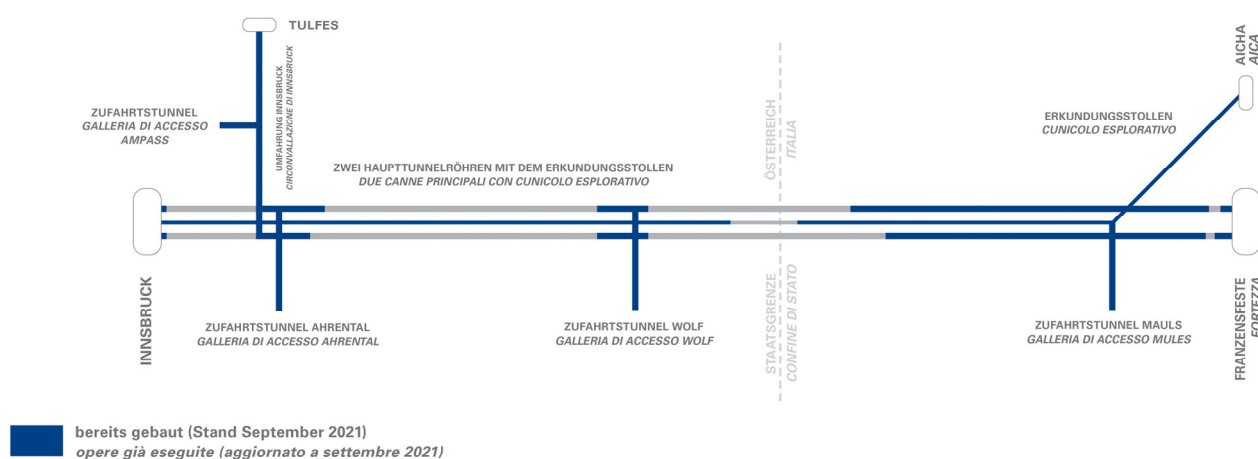 TULFES
AICHA
AICA
UMFAHRUNG INNSBRUCK
CIRCONVALLAZIONE DI INNSBRUCK
ZUFAHRTSTUNNEL
GALLERIA DI ACCESSO
AMPASS
ERKUNDUNGSSTOLLEN
CUNICOLO ESPLORATIVO
ÖSTERREICH
ITALIA
ZWEI HAUPTTUNNELRÖHREN MIT DEM ERKUNDUNGSSTOLLEN
DUE CANNE PRINCIPALI CON CUNICOLO ESPLORATIVO
INNSBRUCK
ZUFAHRTSTUNNEL AHRENTAL
GALLERIA DI ACCESSO AHRENTAL
ZUFAHRTSTUNNEL WOLF
GALLERIA DI ACCESSO WOLF
STAATSGRENZE
CONFINE DI STATO
ZUFAHRTSTUNNEL MAULS
GALLERIA DI ACCESSO MULES
FRANZENSFESTE
FORTEZZA
bereits gebaut (Stand September 2021)
opere già eseguite (aggiornato a settembre 2021)